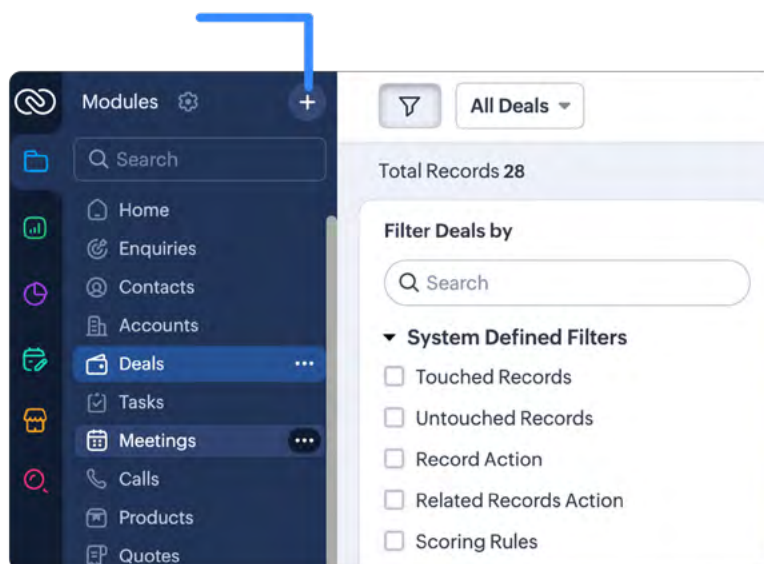 Modules
Search
Home
Enquiries
Contacts
Accounts
Deals
Tasks
Meetings
Calls
Products
Quotes
All Deals
Total Records 28
Filter Deals by
Search
System Defined Filters
Touched Records
Untouched Records
Record Action
Related Records Action
Scoring Rules